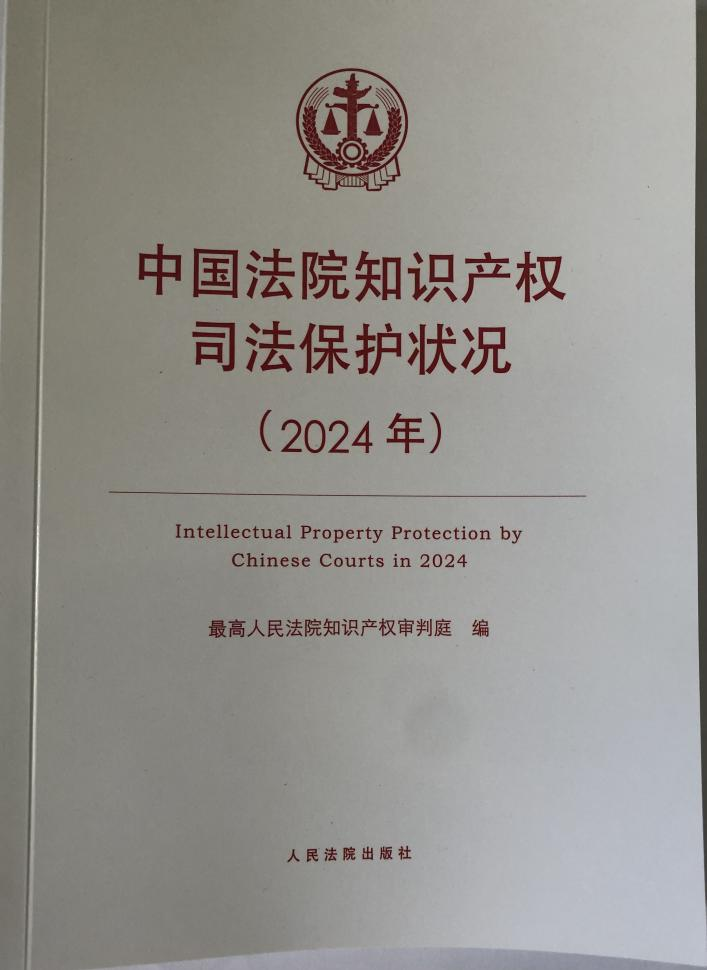 中国法院知识产权
司法保护状况
（2024 年）
Intellectual Property Protection by
Chinese Courts in 2024
最高人民法院知识产权审判庭 编
人民法院出版社